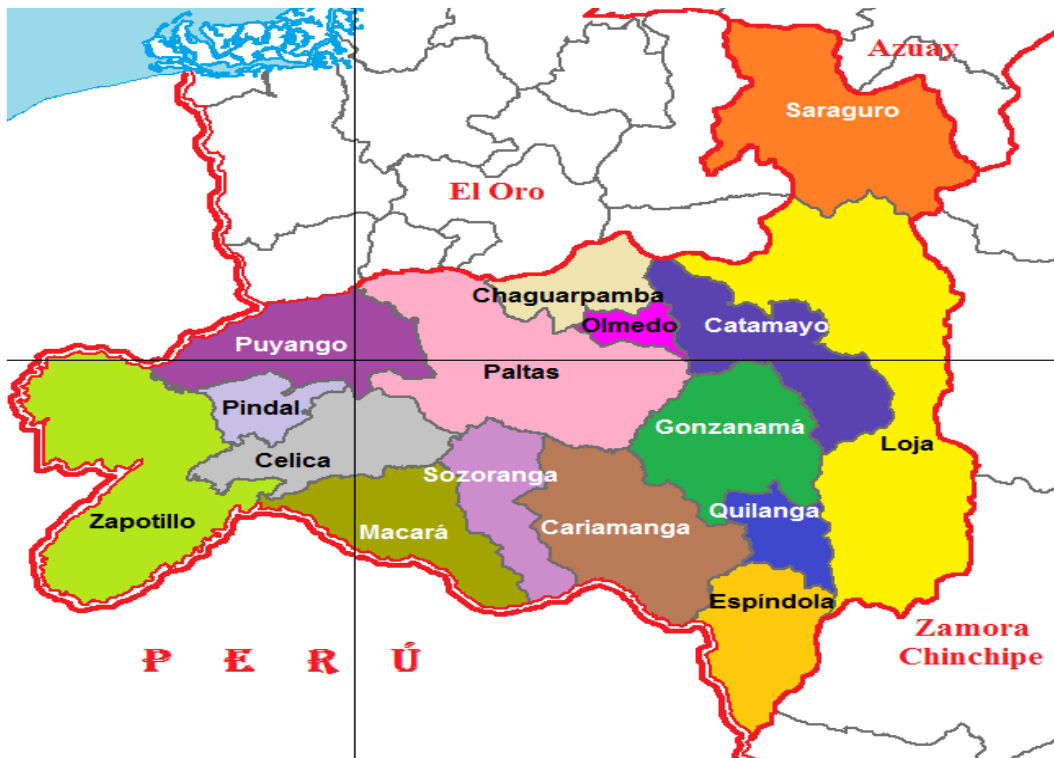 Azuay
Saraguro
El Oro
Chaguarpamba
Olmedo
Catamayo
Puyango
Paltas
Pindal
Gonzanamá
Loja
Celica
Sozoranga
Zapotillo
Macará
Cariamanga
Quilanga
Espíndola
Zamora
Chinchipe
P E R Ú